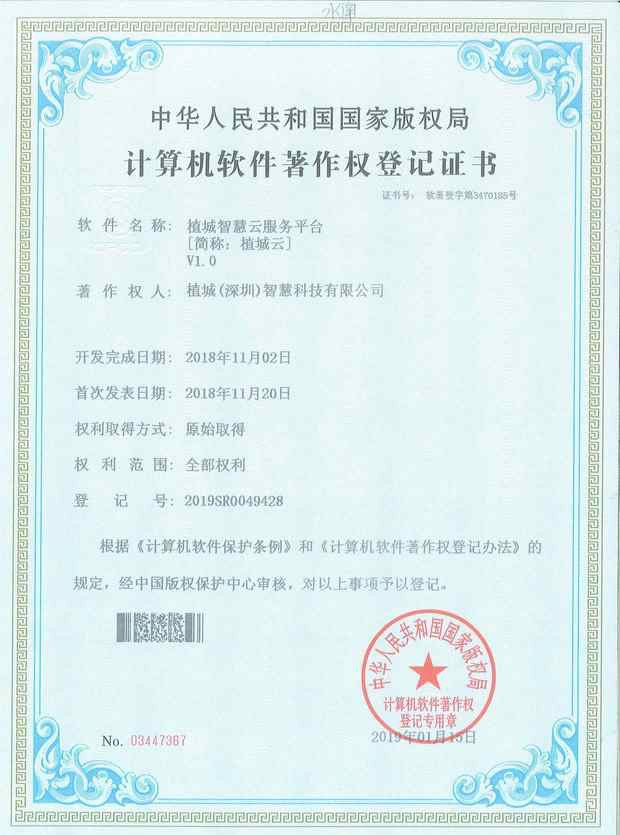 中华人民共和国国家版权局
计算机软件著作权登记证书
证书号： 软著登字第3470185号
软件名称： 植城智慧云服务平台
[简称：植城云]
V1.0
著作权人： 植城(深圳)智慧科技有限公司
开发完成日期： 2018年11月02日
首次发表日期： 2018年11月20日
权利取得方式： 原始取得
权利范围： 全部权利
登记号： 2019SR0049428
根据《计算机软件保护条例》和《计算机软件著作权登记办法》的
规定，经中国版权保护中心审核，对以上事项予以登记。
中华人民共和国国家版权局
计算机软件著作权
登记专用章
No. 03447367
2019年01月15日